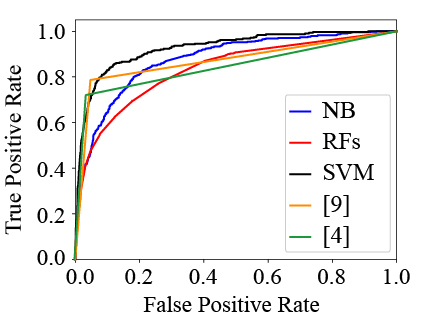 1.0
0.8
0.6
0.4
0.2
0.0
True Positive Rate
NB
RFs
SVM
[9]
[4]
0.0 0.2 0.4 0.6 0.8 1.0
False Positive Rate